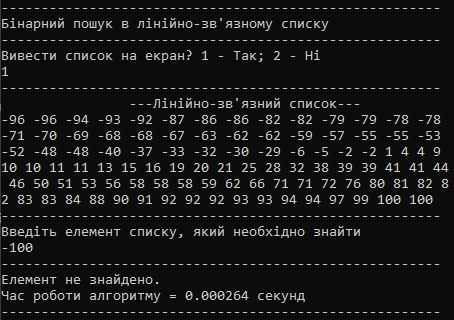 -------------------------------------------------------
Бінарний пошук в лінійно-зв'язному списку
-------------------------------------------------------
Вивести список на екран? 1 - Так; 2 - Ні
1
-------------------------------------------------------
---Лінійно-зв'язний список---
-96 -96 -94 -93 -92 -87 -86 -86 -82 -82 -79 -79 -78 -78
-71 -70 -69 -68 -68 -67 -63 -62 -62 -59 -57 -55 -55 -53
-52 -48 -48 -40 -37 -33 -32 -30 -29 -6 -5 -2 -2 1 4 4 9
10 10 11 11 13 15 16 19 20 21 25 28 32 38 39 39 41 41 44
46 50 51 53 56 58 58 58 59 62 66 71 71 72 76 80 81 82 8
2 83 83 84 88 90 91 92 92 92 93 93 94 94 97 99 100 100
-------------------------------------------------------
Введіть елемент списку, який необхідно знайти
-100
-------------------------------------------------------
Елемент не знайдено.
Час роботи алгоритму = 0.000264 секунд
-------------------------------------------------------